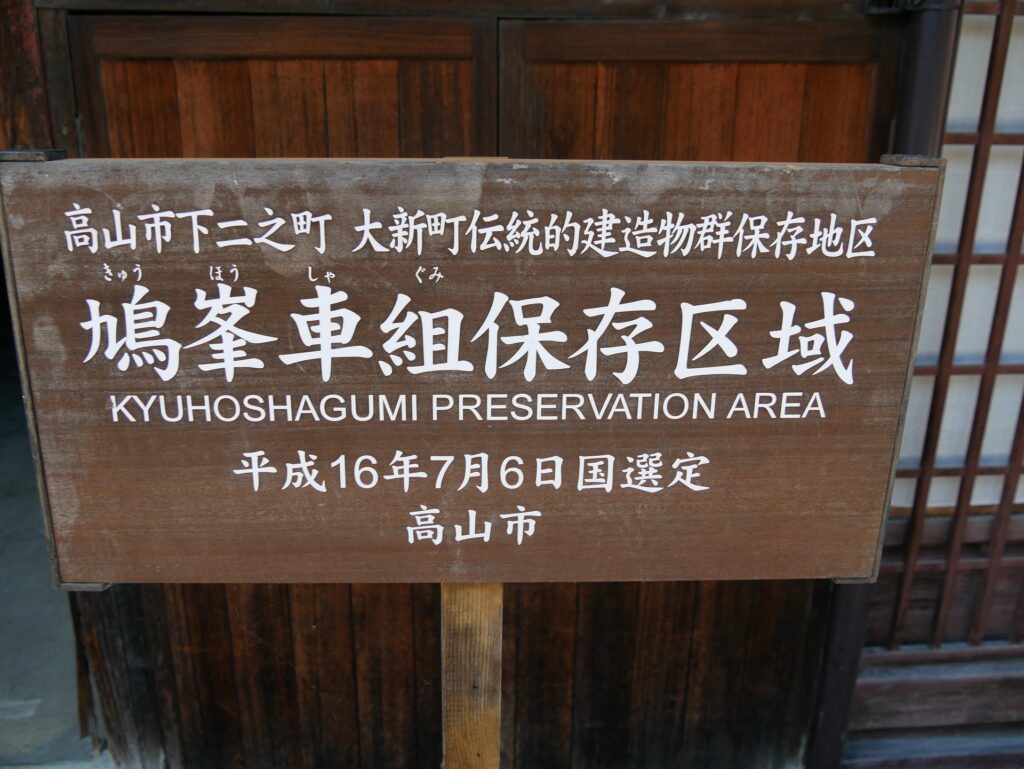 高山市下二之町 大新町伝統的建造物群保存地区
きゅう ほう しゃ ぐみ
鳩峯車組保存区域
KYUHOSHAGUMI PRESERVATION AREA
平成16年7月6日国選定
高山市